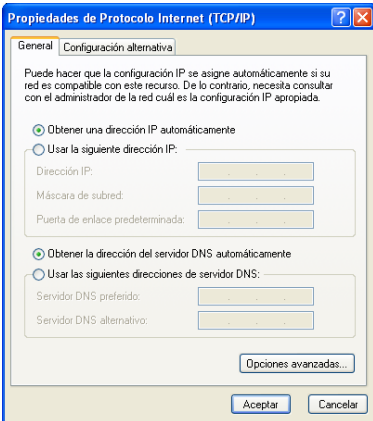 Propiedades de Protocolo Internet (TCP/IP)
General
Configuración alternativa
Puede hacer que la configuración IP se asigne automáticamente si su
red es compatible con este recurso. De lo contrario, necesita consultar
con el administrador de la red cuál es la configuración IP apropiada.
Obtener una dirección IP automáticamente
Usar la siguiente dirección IP:
Dirección IP:
Máscara de subred:
Puerta de enlace predeterminada:
Obtener la dirección del servidor DNS automáticamente
Usar las siguientes direcciones de servidor DNS:
Servidor DNS preferido:
Servidor DNS alternativo:
Opciones avanzadas...
Aceptar
Cancelar